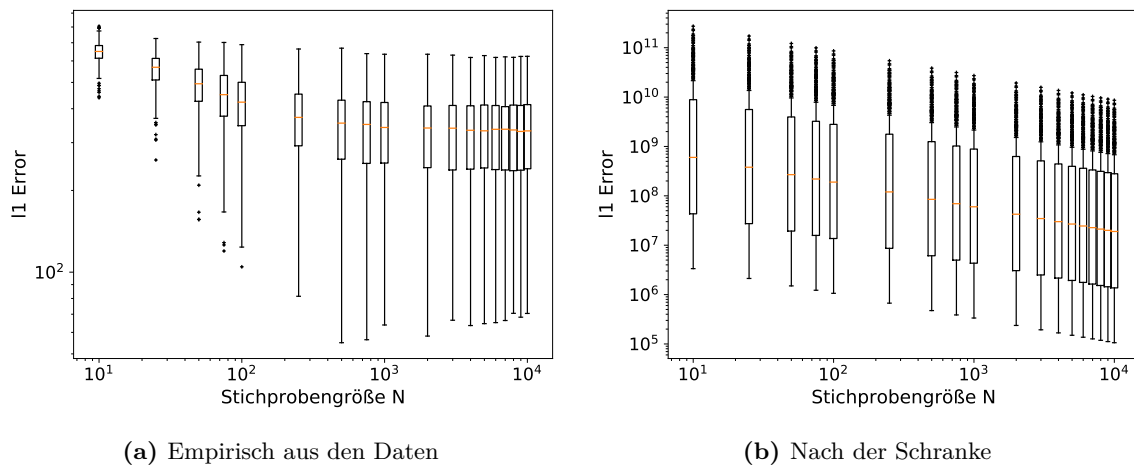 l1 Error
10²
10¹ 10² 10³ 10⁴
Stichprobengröße N
(a) Empirisch aus den Daten
l1 Error
10¹¹
10¹⁰
10⁹
10⁸
10⁷
10⁶
10⁵
10¹ 10² 10³ 10⁴
Stichprobengröße N
(b) Nach der Schranke